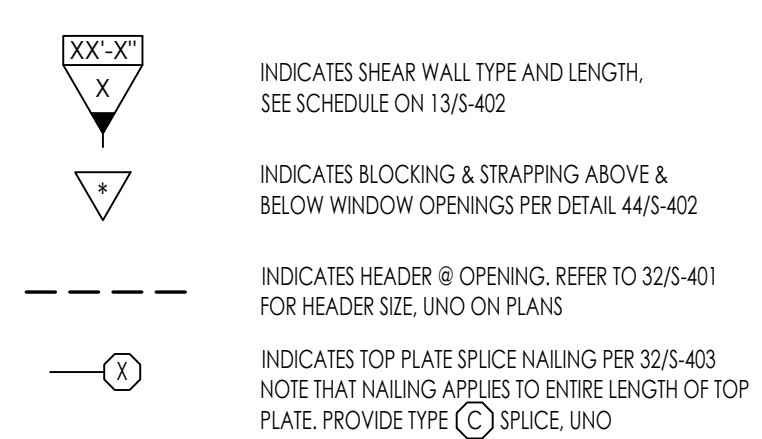 XX'-X"
X
INDICATES SHEAR WALL TYPE AND LENGTH,
SEE SCHEDULE ON 13/S-402
*
INDICATES BLOCKING & STRAPPING ABOVE &
BELOW WINDOW OPENINGS PER DETAIL 44/S-402
INDICATES HEADER @ OPENING. REFER TO 32/S-401
FOR HEADER SIZE, UNO ON PLANS
X
INDICATES TOP PLATE SPLICE NAILING PER 32/S-403
NOTE THAT NAILING APPLIES TO ENTIRE LENGTH OF TOP
PLATE. PROVIDE TYPE C SPLICE, UNO